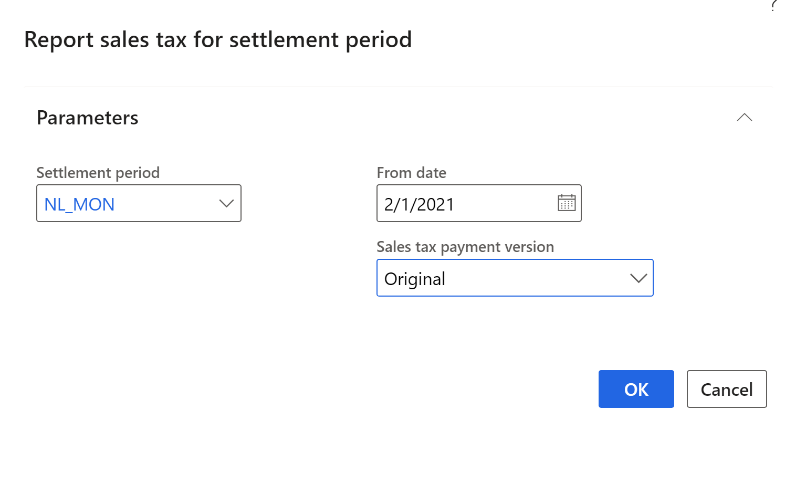 ?
Report sales tax for settlement period
Parameters
Settlement period
NL_MON
From date
2/1/2021
Sales tax payment version
Original
OK
Cancel